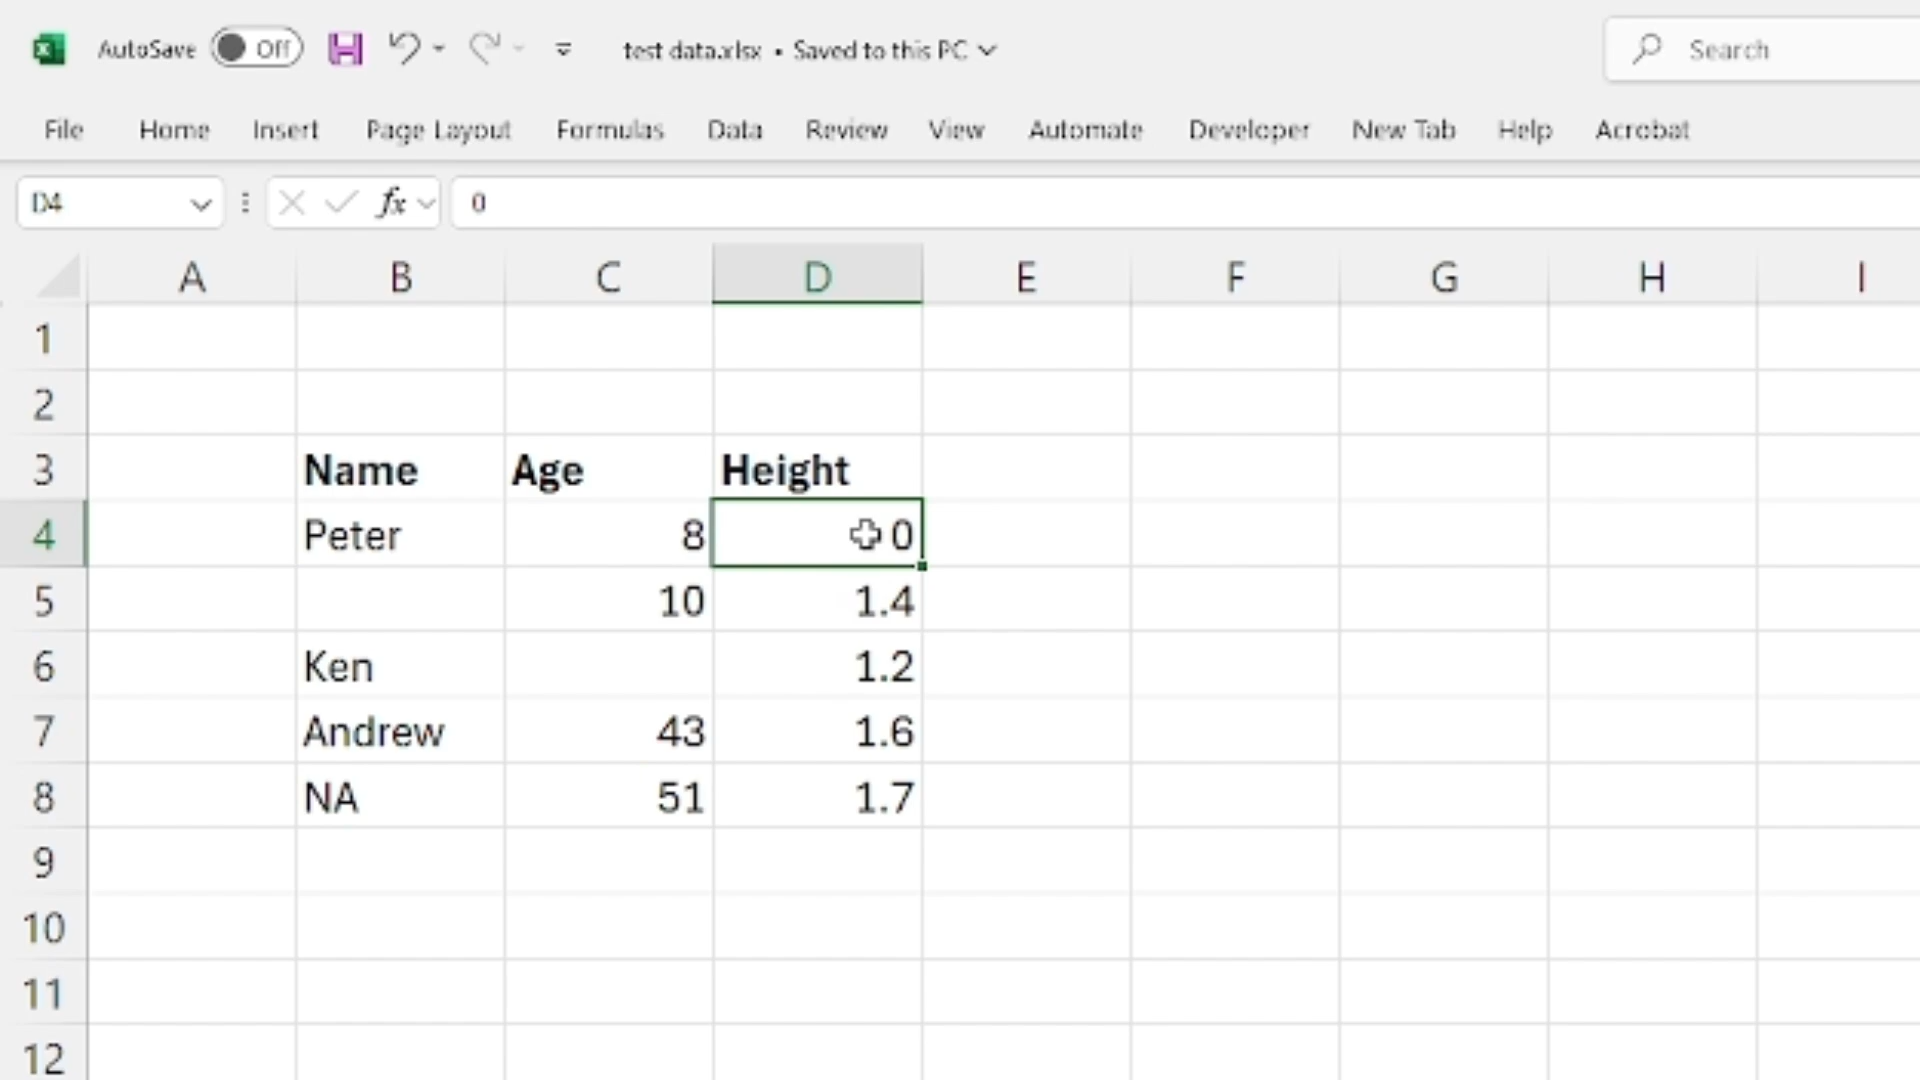 AutoSave Off test data.xlsx • Saved to this PC Search
File Home Insert Page Layout Formulas Data Review View Automate Developer New Tab Help Acrobat
D4 fx 0
A B C D E F G H I
1
2
3 Name Age Height
4 Peter 8 0
5 10 1.4
6 Ken 1.2
7 Andrew 43 1.6
8 NA 51 1.7
9
10
11
12